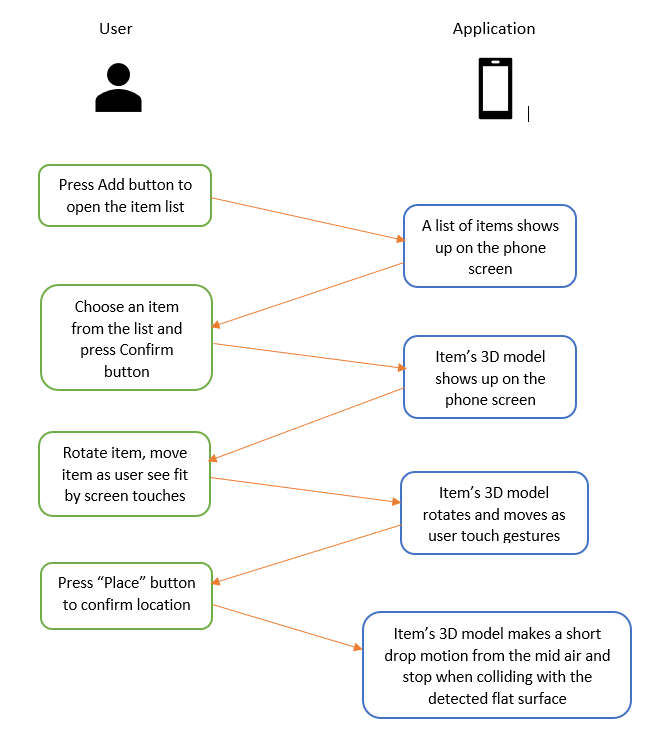 User
Application
Press Add button to
open the item list
A list of items shows
up on the phone
screen
Choose an item
from the list and
press Confirm
button
Item’s 3D model
shows up on the
phone screen
Rotate item, move
item as user see fit
by screen touches
Item’s 3D model
rotates and moves as
user touch gestures
Press “Place” button
to confirm location
Item’s 3D model makes a short
drop motion from the mid air and
stop when colliding with the
detected flat surface